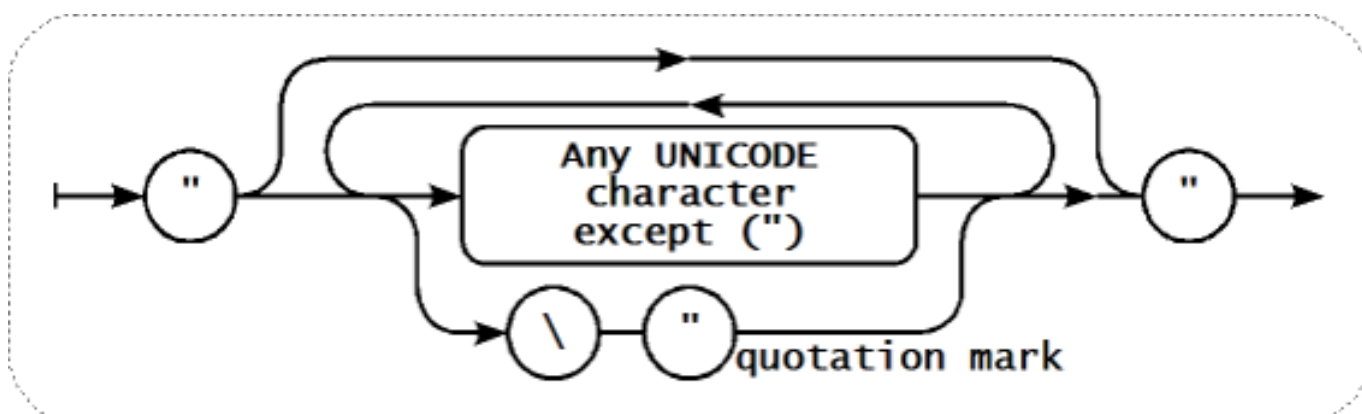 Any UNICODE
" character "
except (")
\ " quotation mark